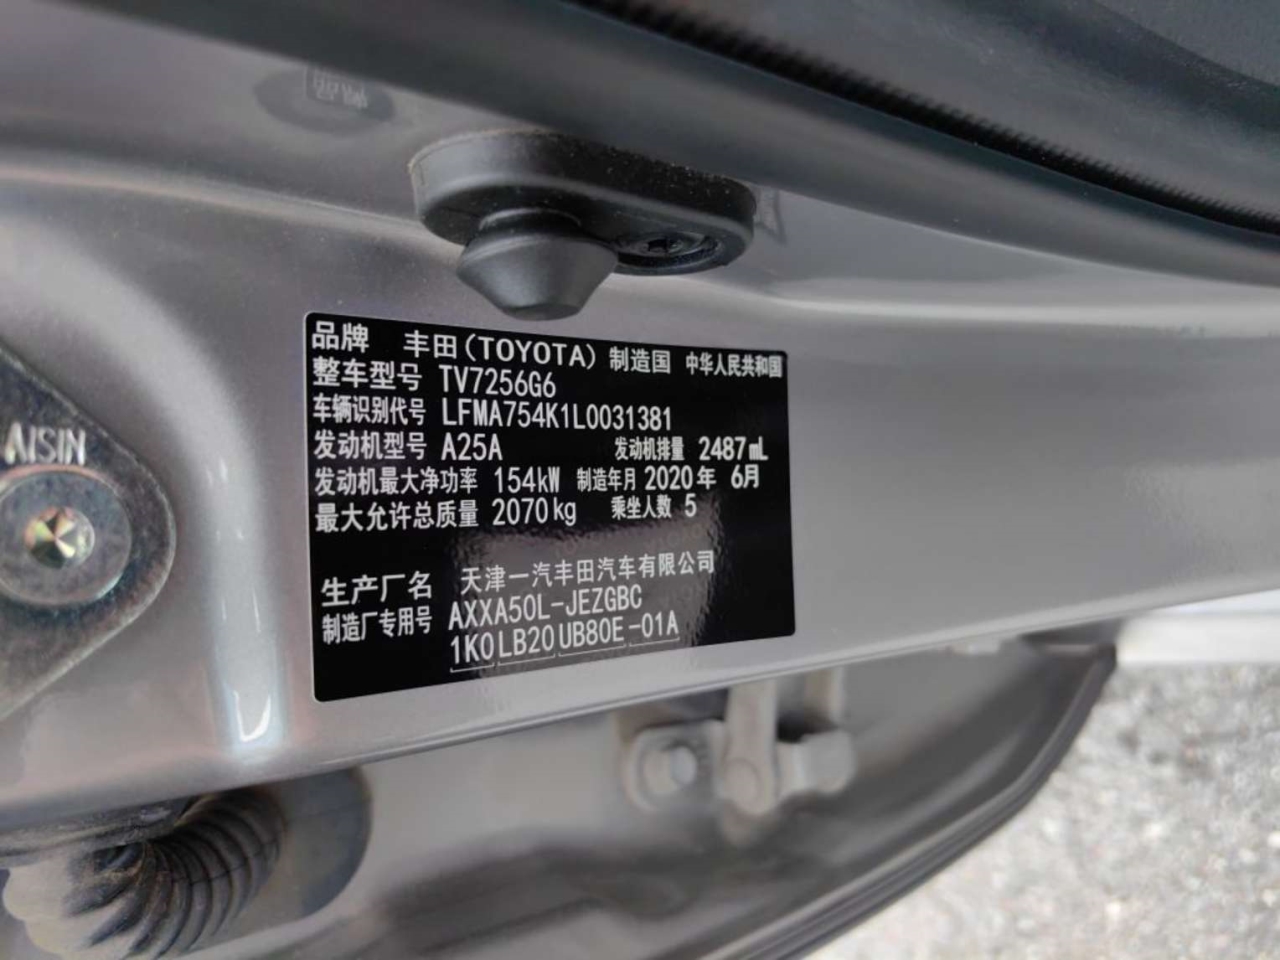 品牌 丰田(TOYOTA) 制造国 中华人民共和国
整车型号 TV7256G6
车辆识别代号 LFMA754K1L0031381
发动机型号 A25A 发动机排量 2487mL
发动机最大净功率 154kW 制造年月 2020年 6月
最大允许总质量 2070kg 乘坐人数 5
生产厂名 天津一汽丰田汽车有限公司
制造厂专用号 AXXA50L-JEZGBC
1K0 LB20 UB80E-01A
AISIN